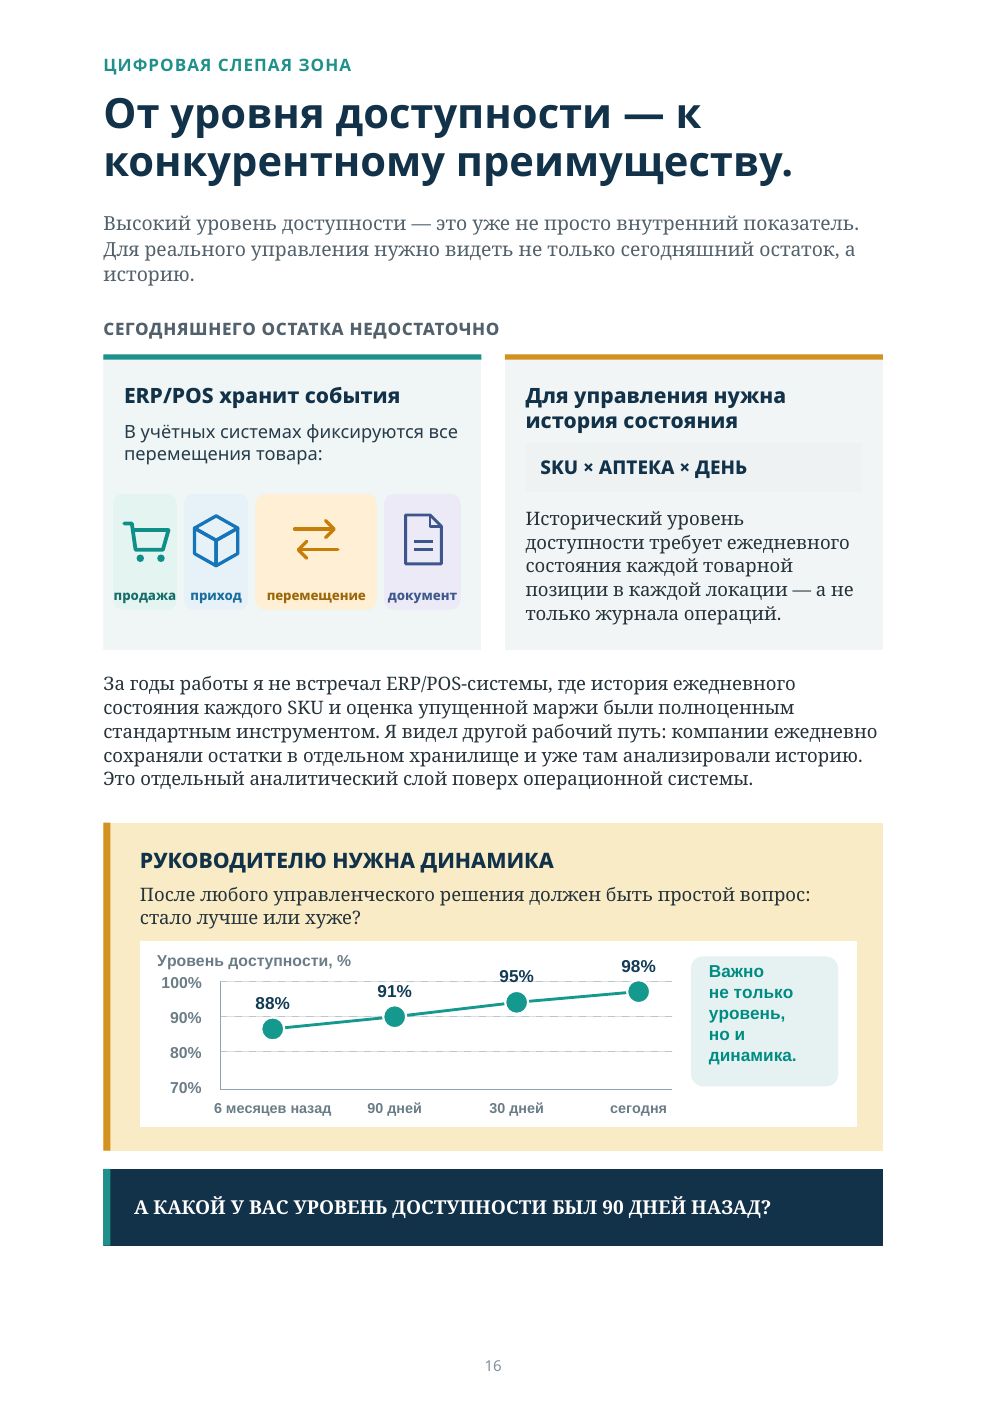 ЦИФРОВАЯ СЛЕПАЯ ЗОНА
От уровня доступности — к
конкурентному преимуществу.
Высокий уровень доступности — это уже не просто внутренний показатель.
Для реального управления нужно видеть не только сегодняшний остаток, а
историю.
СЕГОДНЯШНЕГО ОСТАТКА НЕДОСТАТОЧНО
ERP/POS хранит события
В учётных системах фиксируются все
перемещения товара:
продажа
приход
перемещение
документ
Для управления нужна
история состояния
SKU × АПТЕКА × ДЕНЬ
Исторический уровень
доступности требует ежедневного
состояния каждой товарной
позиции в каждой локации — а не
только журнала операций.
За годы работы я не встречал ERP/POS-системы, где история ежедневного
состояния каждого SKU и оценка упущенной маржи были полноценным
стандартным инструментом. Я видел другой рабочий путь: компании ежедневно
сохраняли остатки в отдельном хранилище и уже там анализировали историю.
Это отдельный аналитический слой поверх операционной системы.
РУКОВОДИТЕЛЮ НУЖНА ДИНАМИКА
После любого управленческого решения должен быть простой вопрос:
стало лучше или хуже?
Уровень доступности, %
100%
90%
80%
70%
88%
91%
95%
98%
6 месяцев назад
90 дней
30 дней
сегодня
Важно
не только
уровень,
но и
динамика.
А КАКОЙ У ВАС УРОВЕНЬ ДОСТУПНОСТИ БЫЛ 90 ДНЕЙ НАЗАД?
16